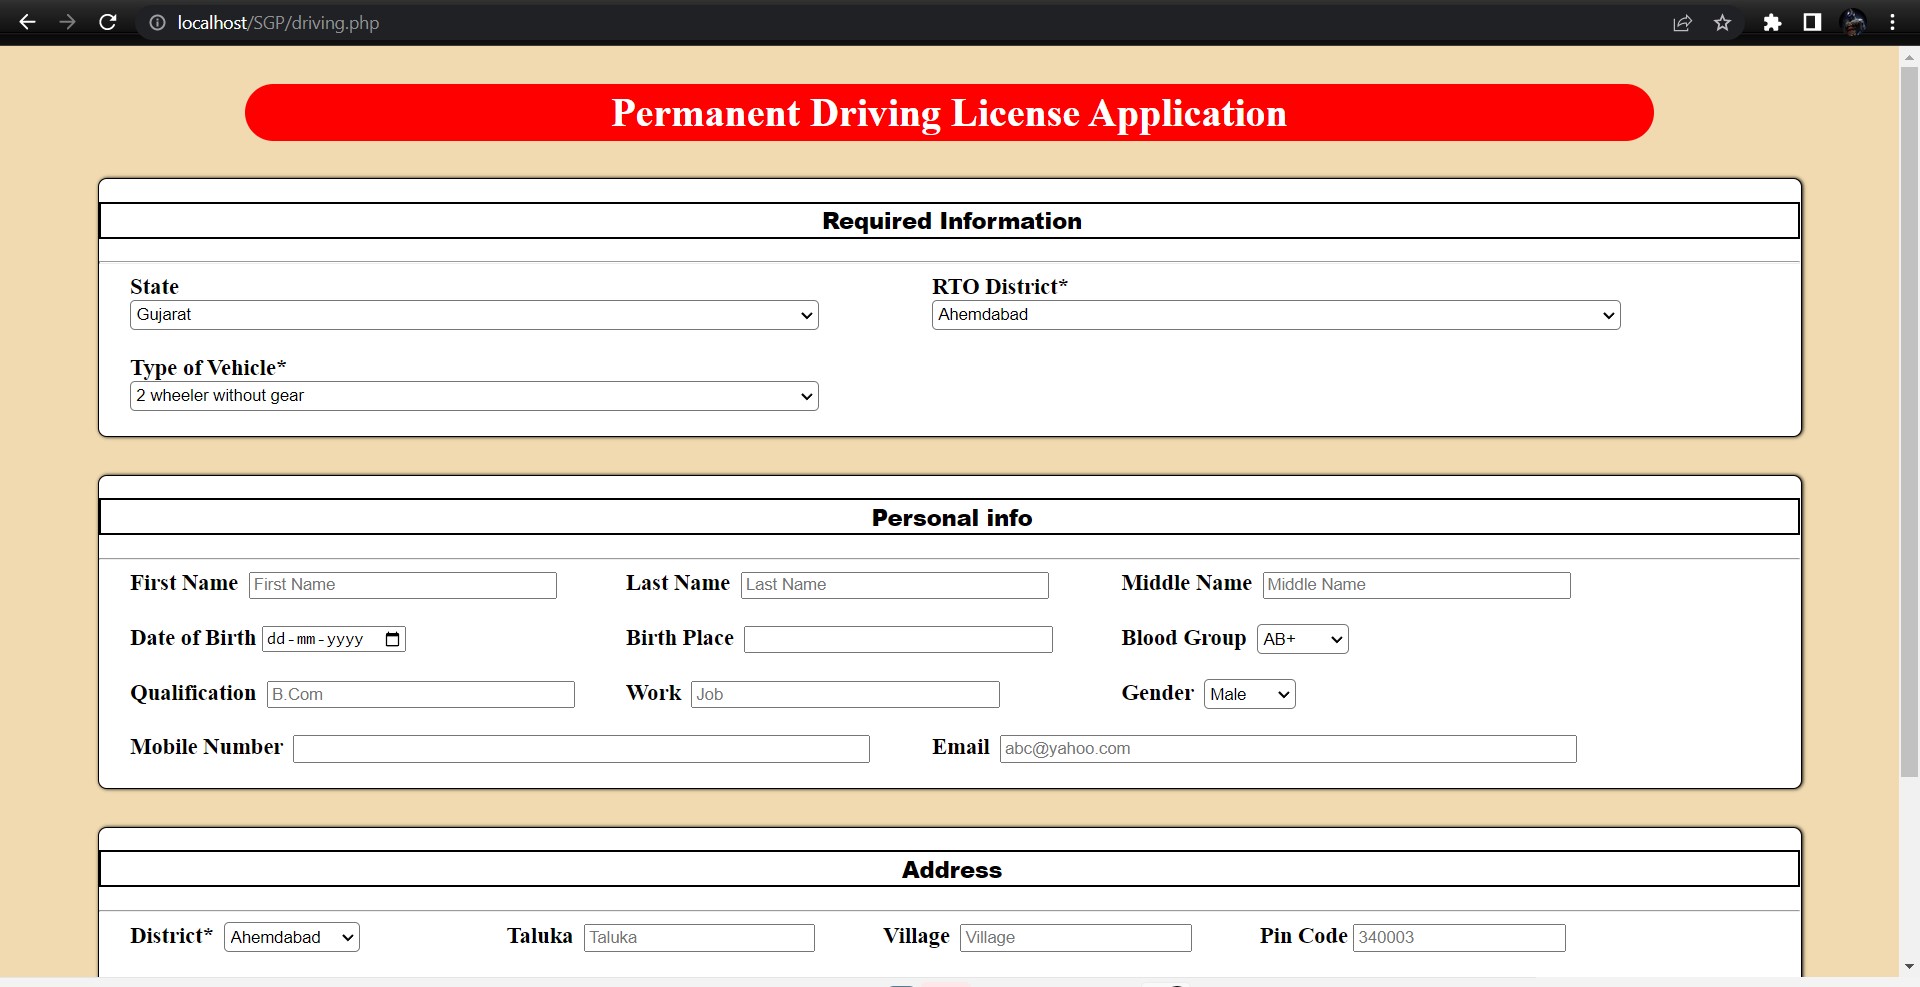 localhost/SGP/driving.php
Permanent Driving License Application
Required Information
State RTO District*
Gujarat Ahemdabad
Type of Vehicle*
2 wheeler without gear
Personal info
First Name First Name Last Name Last Name Middle Name Middle Name
Date of Birth dd-mm-yyyy Birth Place Blood Group AB+
Qualification B.Com Work Job Gender Male
Mobile Number Email abc@yahoo.com
Address
District* Ahemdabad Taluka Taluka Village Village Pin Code 340003